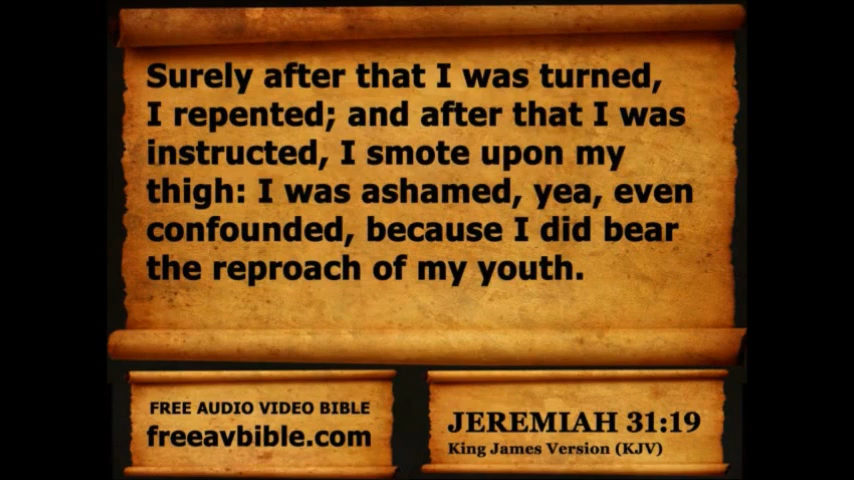 Surely after that I was turned,
I repented; and after that I was
instructed, I smote upon my
thigh: I was ashamed, yea, even
confounded, because I did bear
the reproach of my youth.
FREE AUDIO VIDEO BIBLE
freeavbible.com
JEREMIAH 31:19
King James Version (KJV)